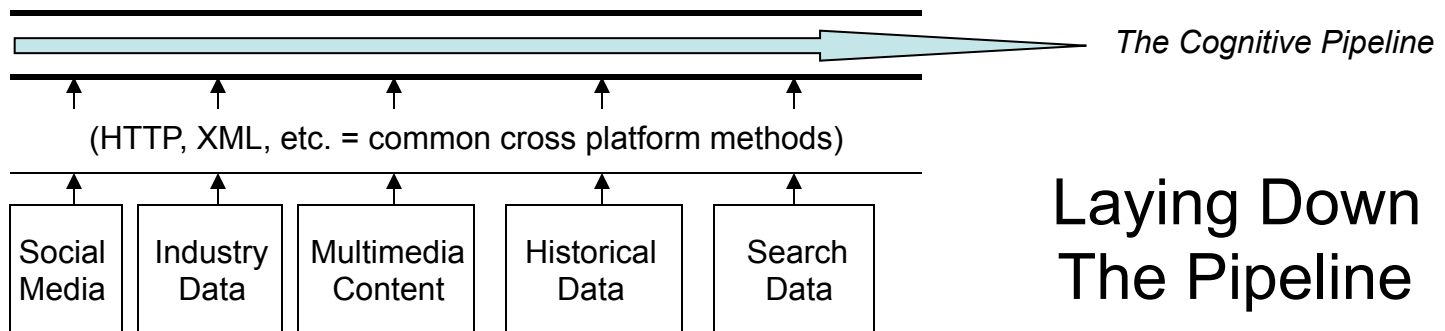 The Cognitive Pipeline
(HTTP, XML, etc. = common cross platform methods)
Social
Media
Industry
Data
Multimedia
Content
Historical
Data
Search
Data
Laying Down
The Pipeline